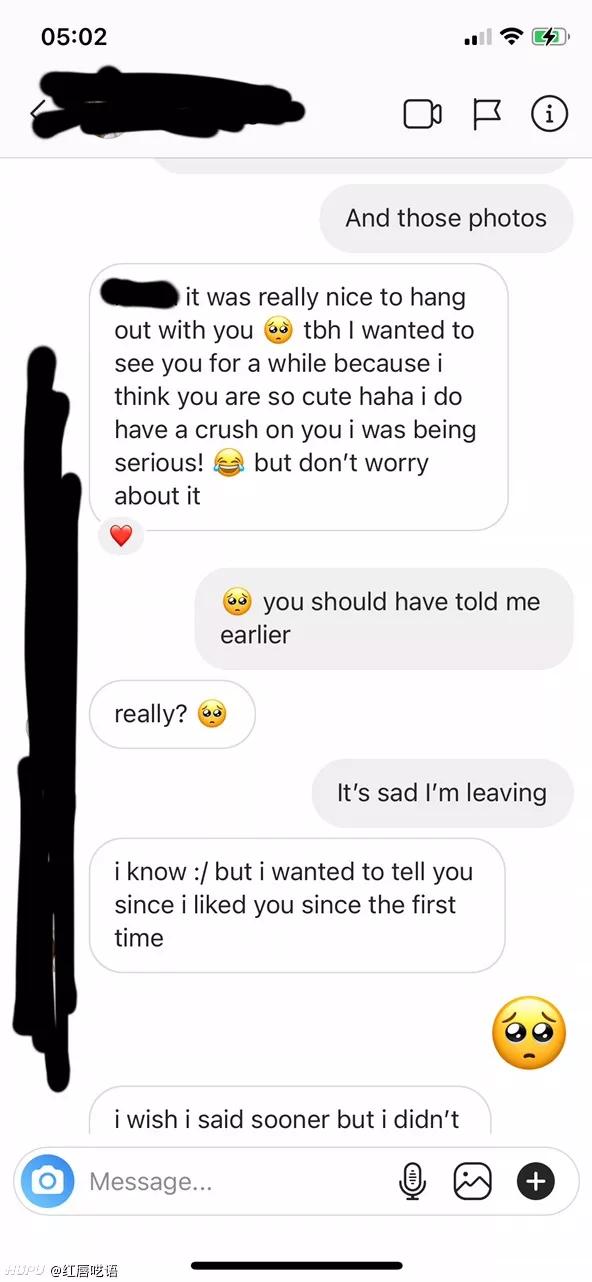 05:02
And those photos
it was really nice to hang
out with you 🥺 tbh I wanted to
see you for a while because i
think you are so cute haha i do
have a crush on you i was being
serious! 😂 but don't worry
about it
🥺 you should have told me
earlier
really? 🥺
It's sad I'm leaving
i know :/ but i wanted to tell you
since i liked you since the first
time
🥺
i wish i said sooner but i didn't
Message...
HUPU @红唇呓语